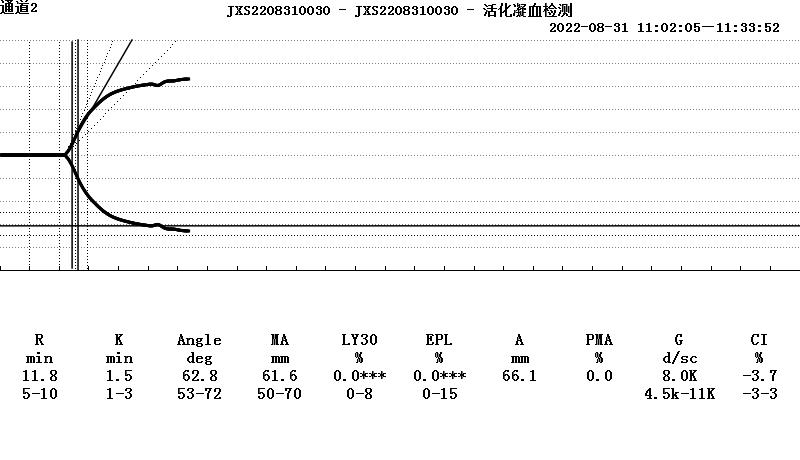 通道2
JXS2208310030 - JXS2208310030 - 活化凝血检测
2022-08-31 11:02:05--11:33:52
R K Angle MA LY30 EPL A PMA G CI
min min deg mm % % mm % d/sc %
11.8 1.5 62.8 61.6 0.0*** 0.0*** 66.1 0.0 8.0K -3.7
5-10 1-3 53-72 50-70 0-8 0-15 4.5k-11K -3-3